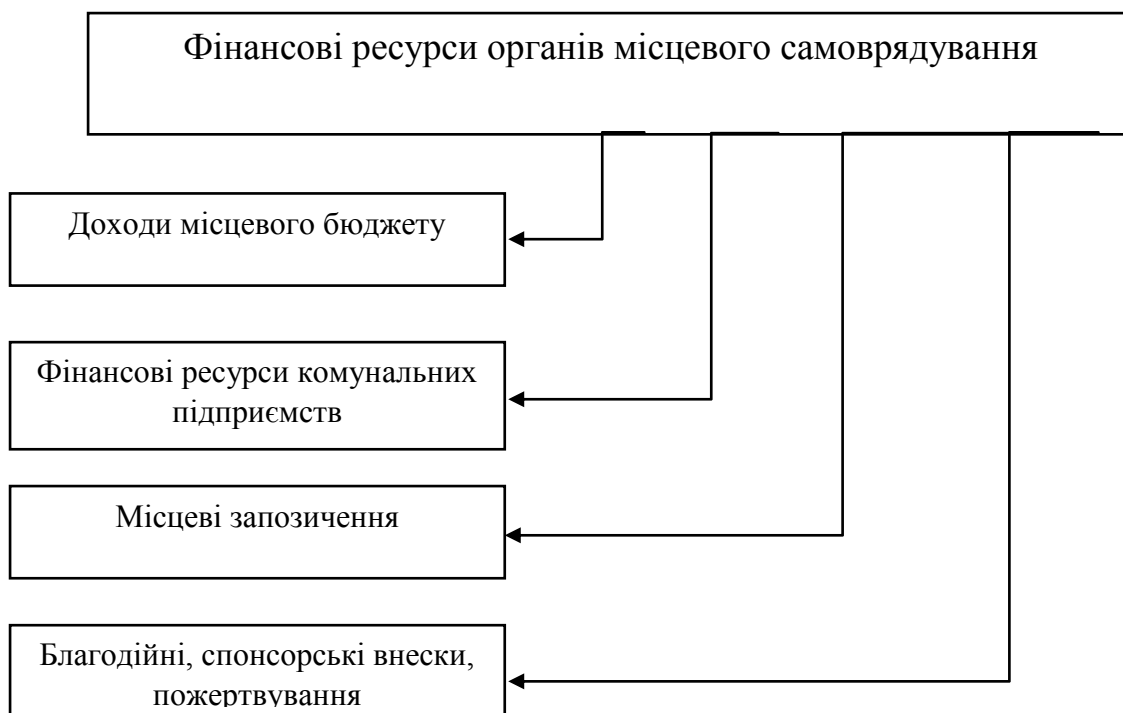 Фінансові ресурси органів місцевого самоврядування
Доходи місцевого бюджету
Фінансові ресурси комунальних
підприємств
Місцеві запозичення
Благодійні, спонсорські внески,
пожертвування